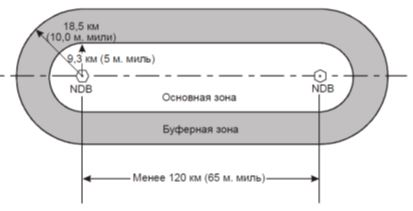 18,5 км
(10,0 м. мили)
9,3 км (5 м. миль)
NDB
NDB
Основная зона
Буферная зона
Менее 120 км (65 м. миль)